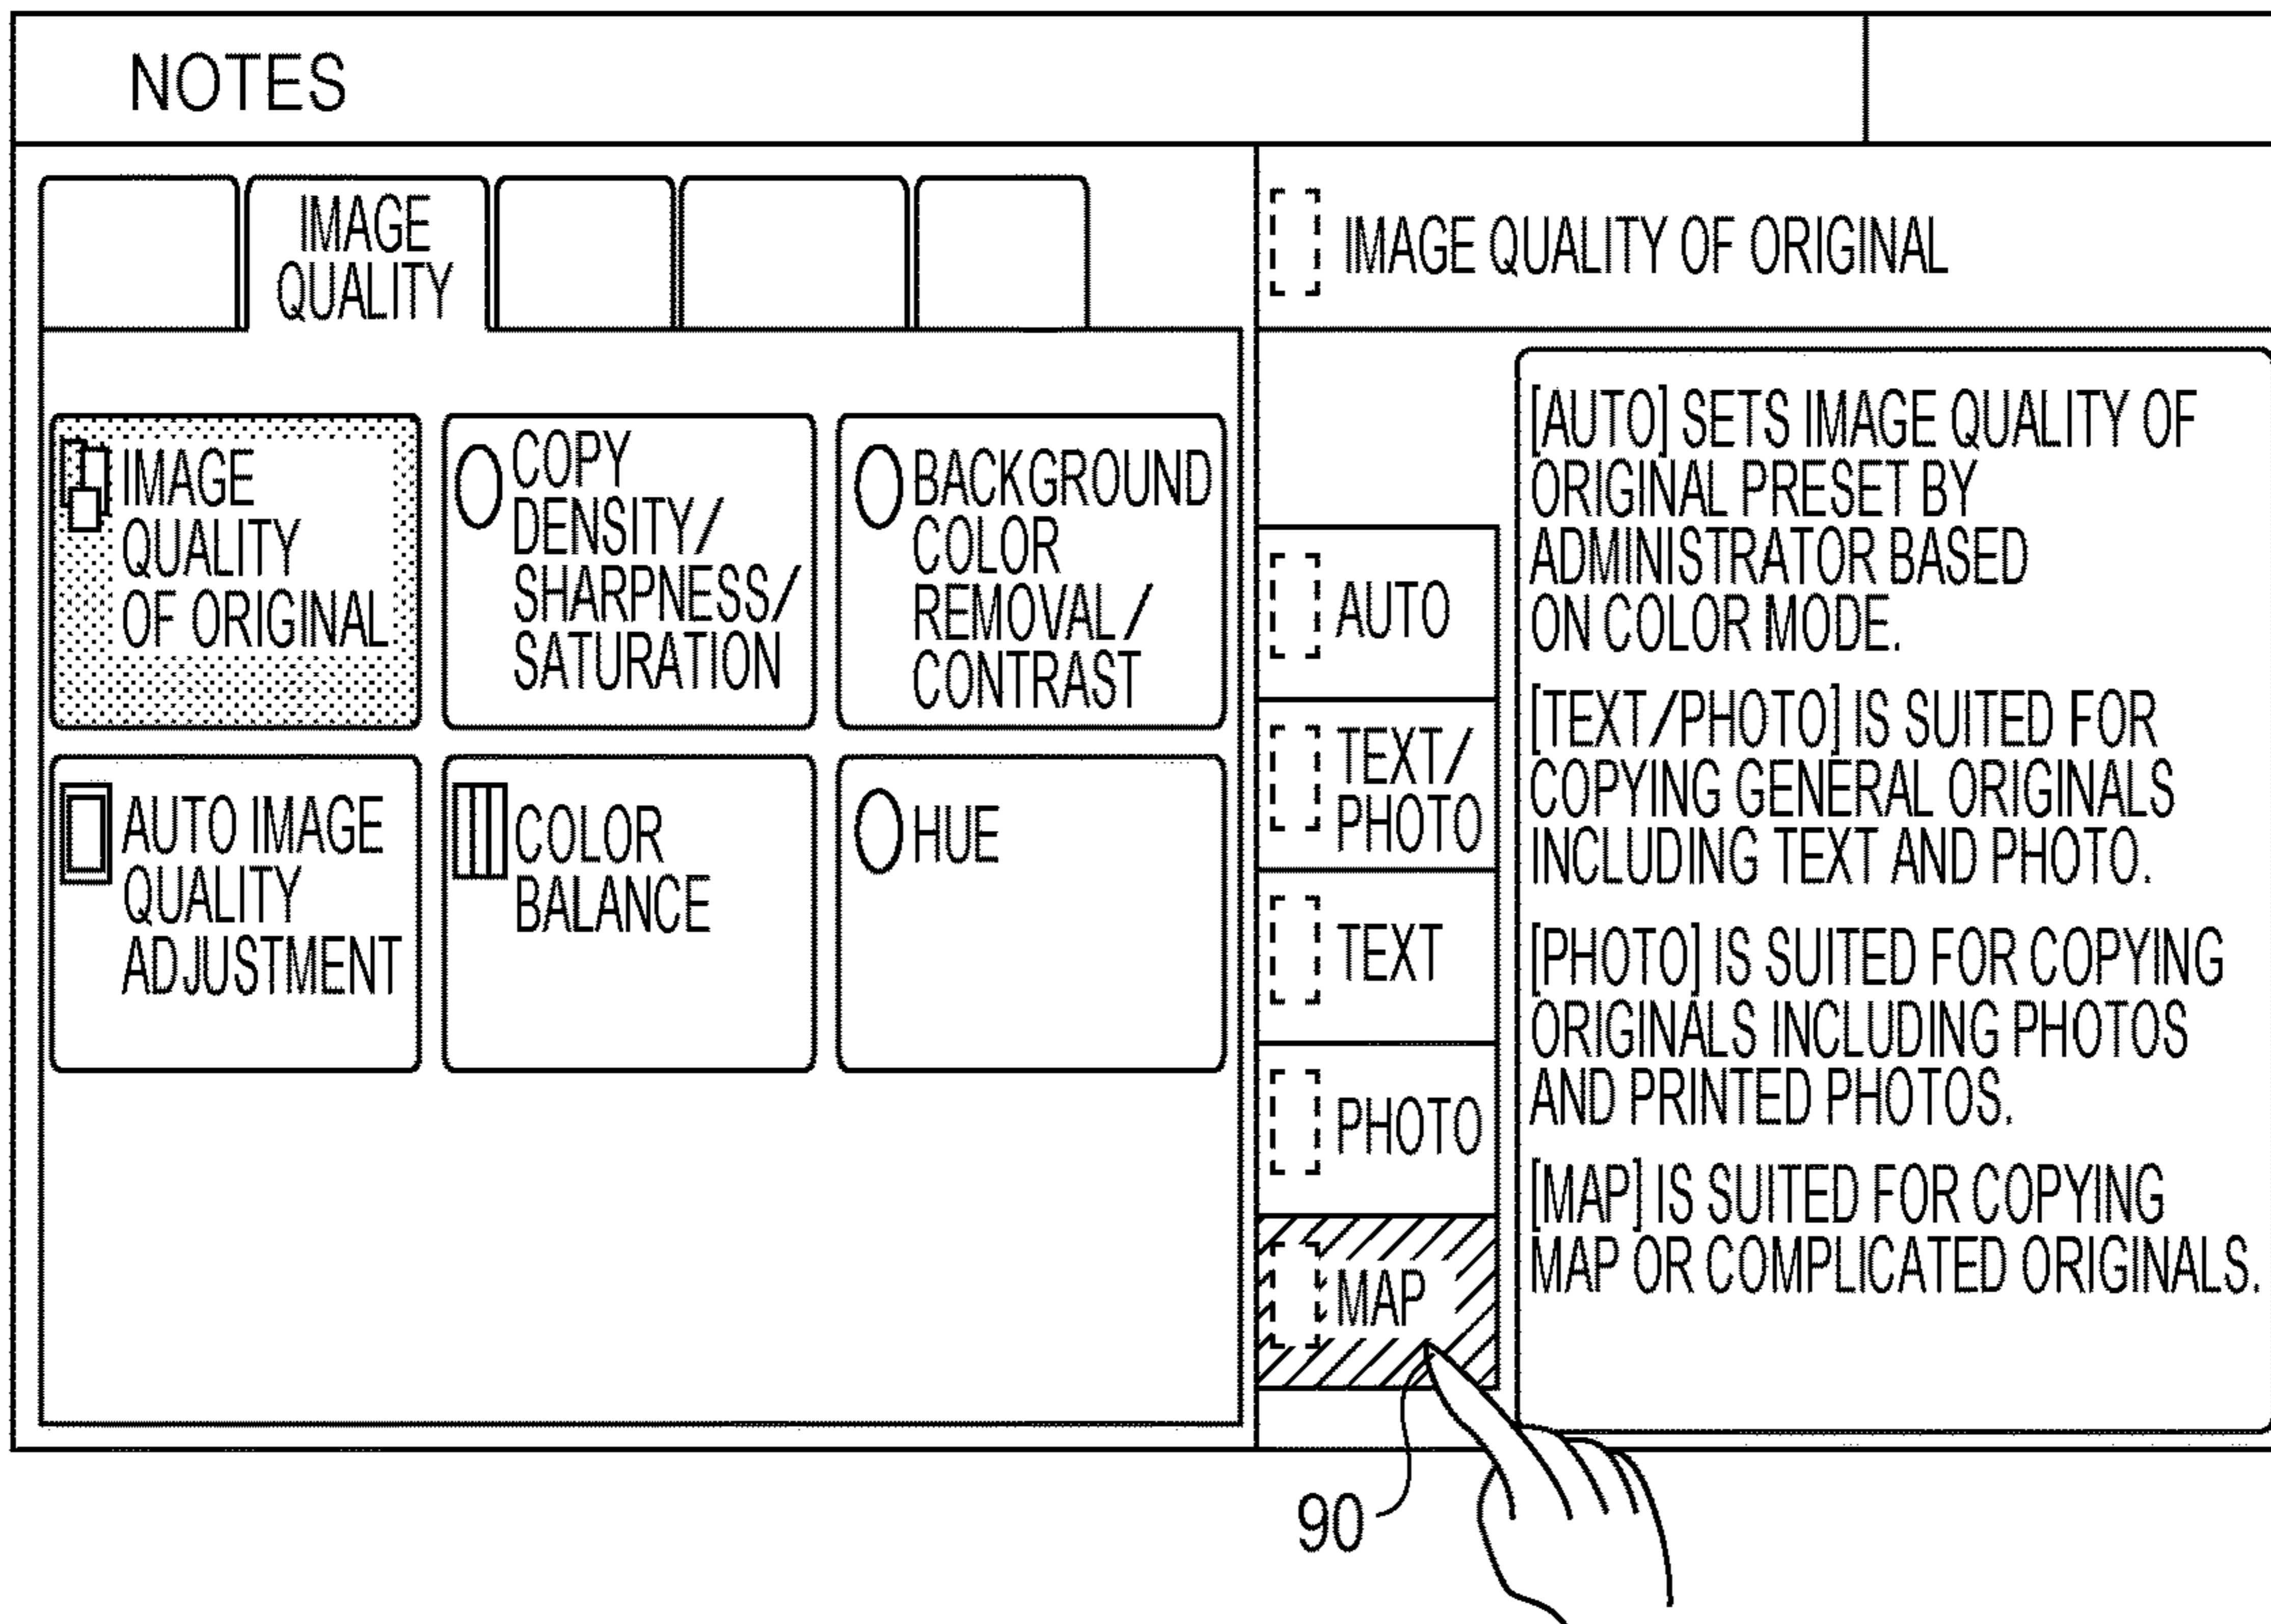 NOTES
IMAGE
QUALITY
IMAGE
QUALITY
OF ORIGINAL
COPY
DENSITY/
SHARPNESS/
SATURATION
BACKGROUND
COLOR
REMOVAL/
CONTRAST
AUTO IMAGE
QUALITY
ADJUSTMENT
COLOR
BALANCE
HUE
IMAGE QUALITY OF ORIGINAL
AUTO
TEXT/
PHOTO
TEXT
PHOTO
MAP
[AUTO] SETS IMAGE QUALITY OF
ORIGINAL PRESET BY
ADMINISTRATOR BASED
ON COLOR MODE.
[TEXT/PHOTO] IS SUITED FOR
COPYING GENERAL ORIGINALS
INCLUDING TEXT AND PHOTO.
[PHOTO] IS SUITED FOR COPYING
ORIGINALS INCLUDING PHOTOS
AND PRINTED PHOTOS.
[MAP] IS SUITED FOR COPYING
MAP OR COMPLICATED ORIGINALS.
90